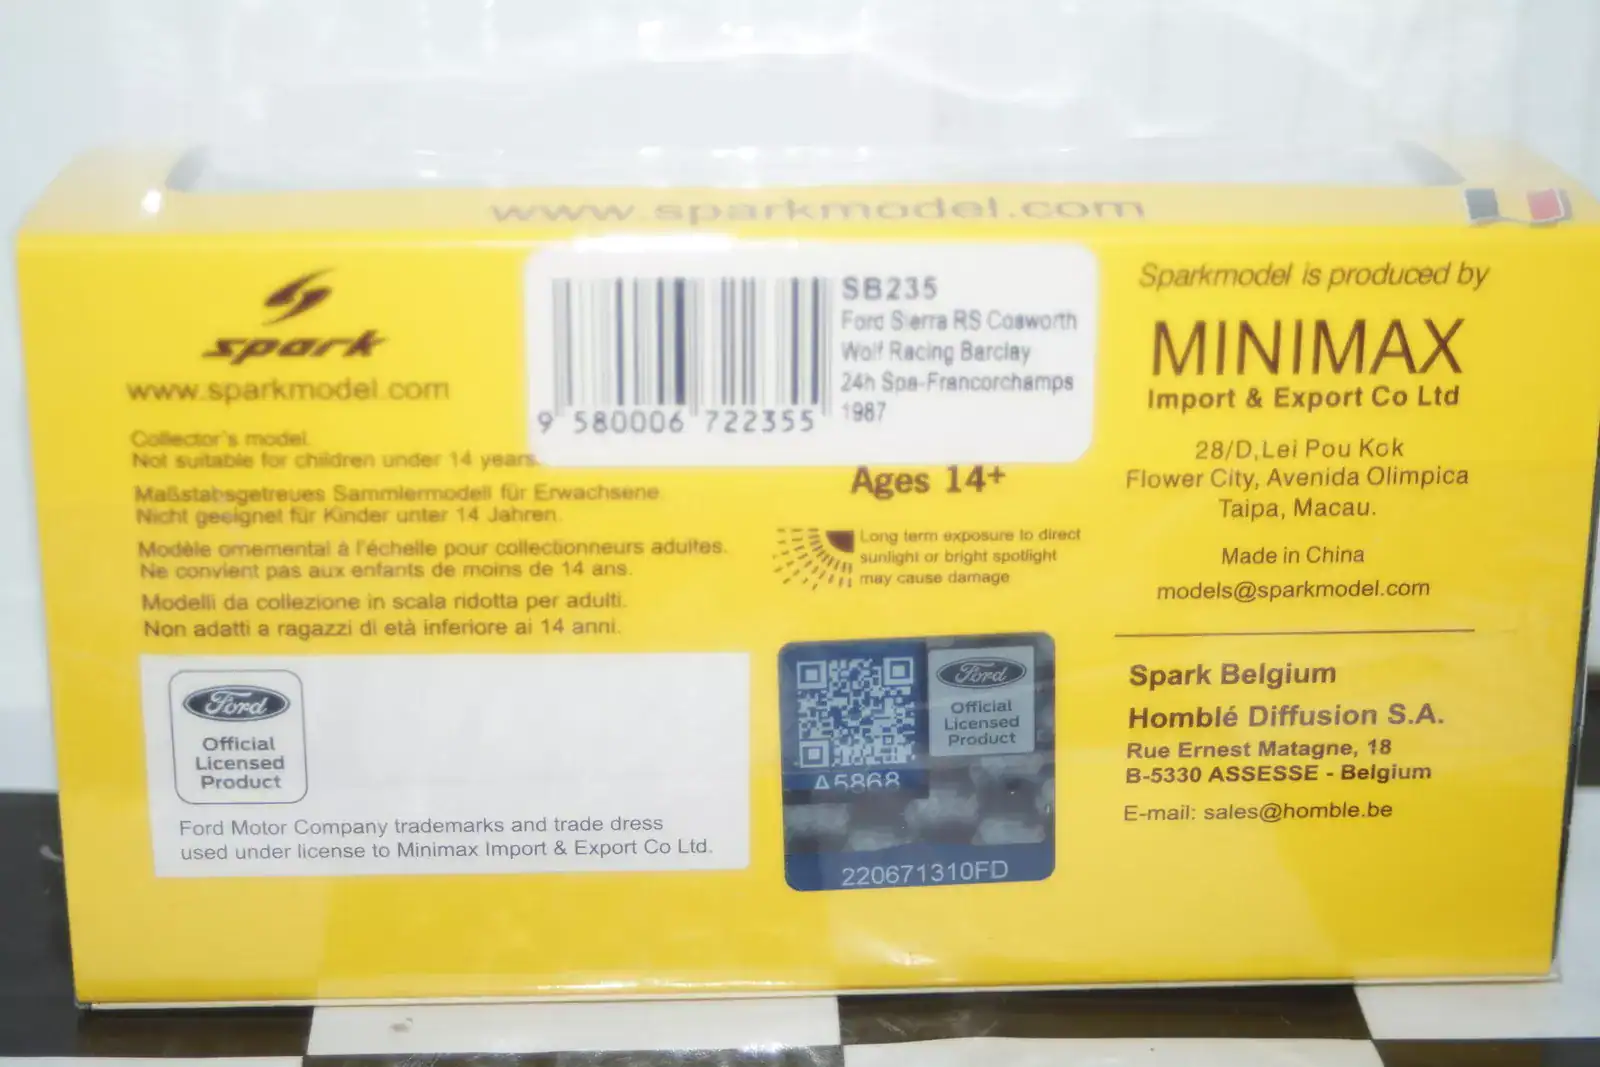 www.sparkmodel.com
spark
www.sparkmodel.com
Collector's model.
Not suitable for children under 14 years.
Maßstabsgetreues Sammlermodell für Erwachsene.
Nicht geeignet für Kinder unter 14 Jahren.
Modèle ornemental à l'échelle pour collectionneurs adultes.
Ne convient pas aux enfants de moins de 14 ans.
Modelli da collezione in scala ridotta per adulti.
Non adatti a ragazzi di età inferiore ai 14 anni.
Ford
Official
Licensed
Product
Ford Motor Company trademarks and trade dress
used under license to Minimax Import & Export Co Ltd.
9 580006 722355
SB235
Ford Sierra RS Cosworth
Wolf Racing Barclay
24h Spa-Francorchamps
1987
Ages 14+
Long term exposure to direct
sunlight or bright spotlight
may cause damage
Ford
Official
Licensed
Product
A5868
220671310FD
Sparkmodel is produced by
MINIMAX
Import & Export Co Ltd
28/D,Lei Pou Kok
Flower City, Avenida Olimpica
Taipa, Macau.
Made in China
models@sparkmodel.com
Spark Belgium
Homblé Diffusion S.A.
Rue Ernest Matagne, 18
B-5330 ASSESSE - Belgium
E-mail: sales@homble.be